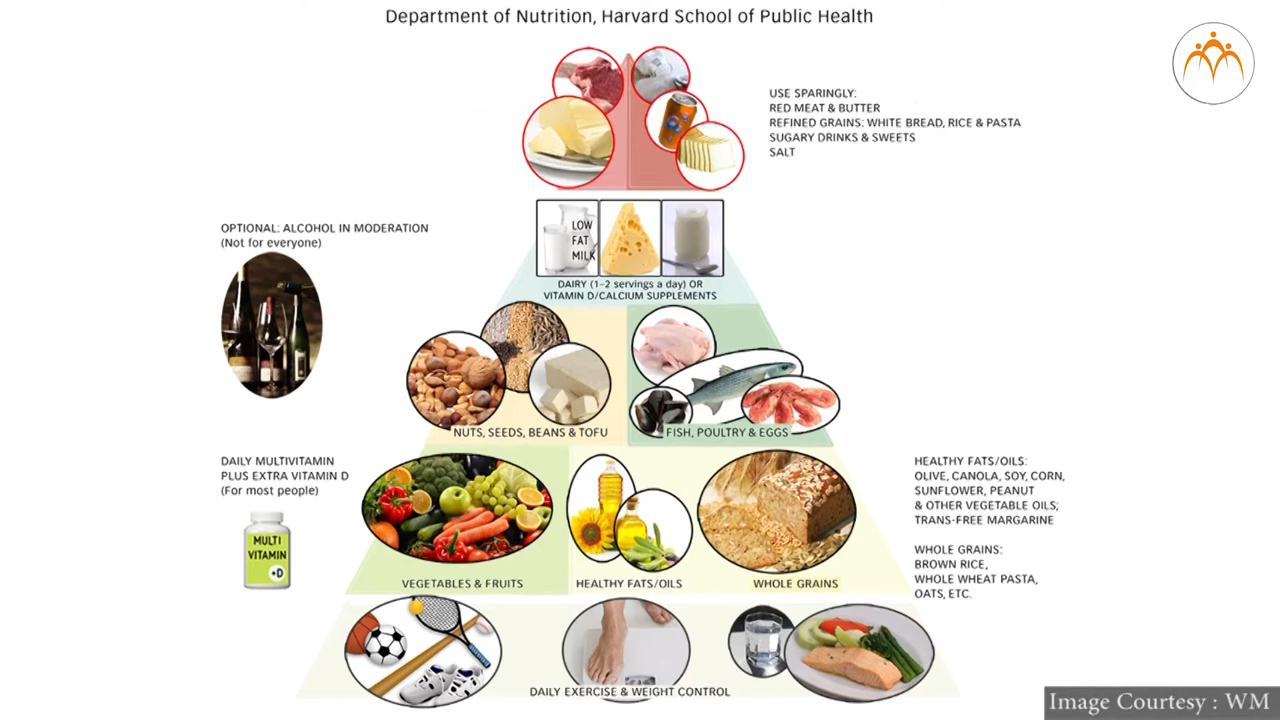 Department of Nutrition, Harvard School of Public Health
USE SPARINGLY:
RED MEAT & BUTTER
REFINED GRAINS: WHITE BREAD, RICE & PASTA
SUGARY DRINKS & SWEETS
SALT
OPTIONAL: ALCOHOL IN MODERATION
(Not for everyone)
LOW
FAT
MILK
DAIRY (1-2 servings a day) OR
VITAMIN D/CALCIUM SUPPLEMENTS
NUTS, SEEDS, BEANS & TOFU
FISH, POULTRY & EGGS
DAILY MULTIVITAMIN
PLUS EXTRA VITAMIN D
(For most people)
MULTI
VITAMIN
+D
HEALTHY FATS/OILS:
OLIVE, CANOLA, SOY, CORN,
SUNFLOWER, PEANUT
& OTHER VEGETABLE OILS;
TRANS-FREE MARGARINE
WHOLE GRAINS:
BROWN RICE,
WHOLE WHEAT PASTA,
OATS, ETC.
VEGETABLES & FRUITS
HEALTHY FATS/OILS
WHOLE GRAINS
DAILY EXERCISE & WEIGHT CONTROL
Image Courtesy : WM